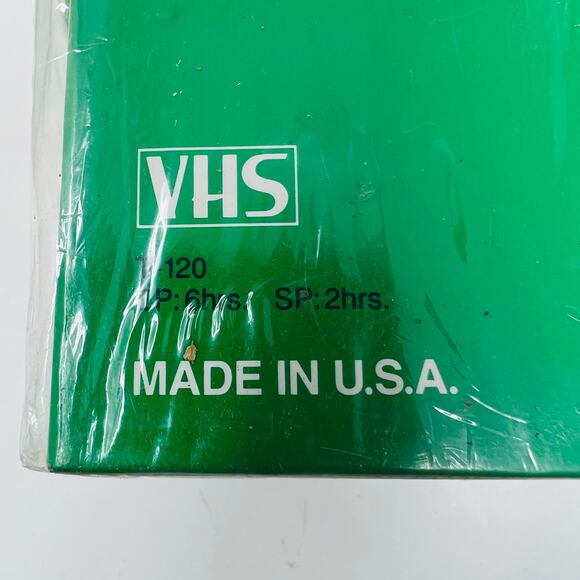 VHS
T-120
LP: 6hrs. SP: 2hrs.
MADE IN U.S.A.